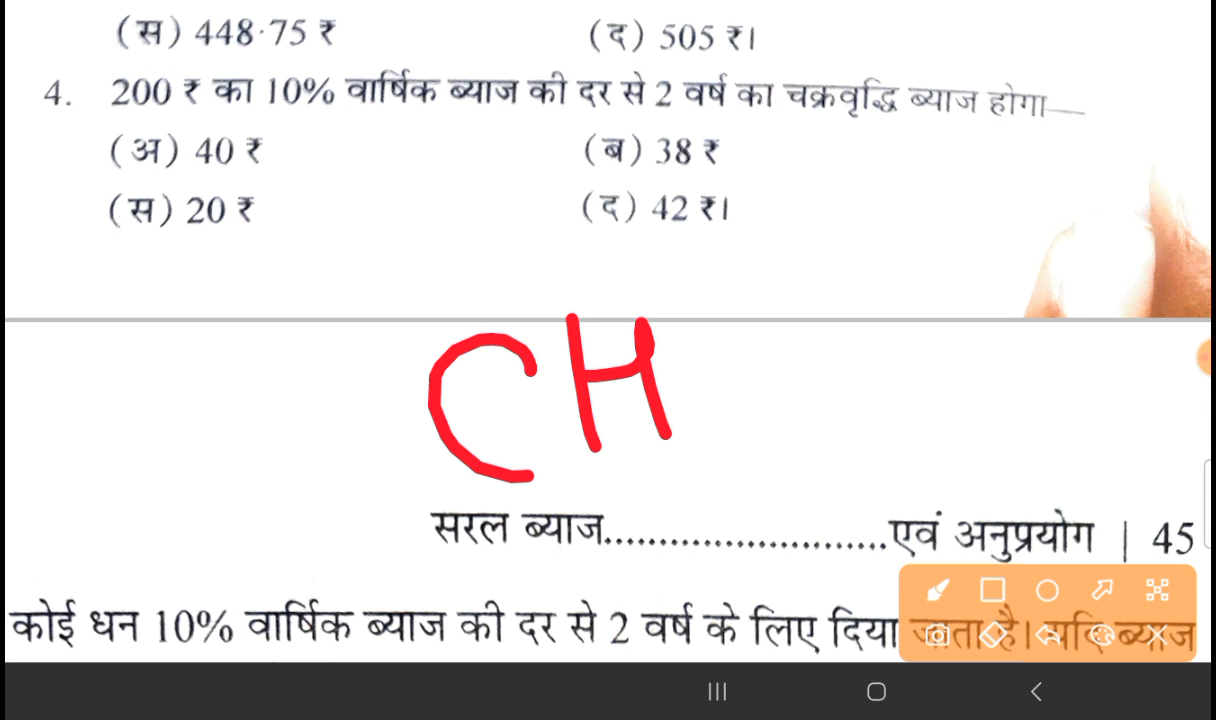 (स) 448·75 ₹ (द) 505 ₹।
4. 200 ₹ का 10% वार्षिक ब्याज की दर से 2 वर्ष का चक्रवृद्धि ब्याज होगा—
(अ) 40 ₹ (ब) 38 ₹
(स) 20 ₹ (द) 42 ₹।
CH
सरल ब्याज...........................एवं अनुप्रयोग | 45
कोई धन 10% वार्षिक ब्याज की दर से 2 वर्ष के लिए दिया जाता है। यदि ब्याज